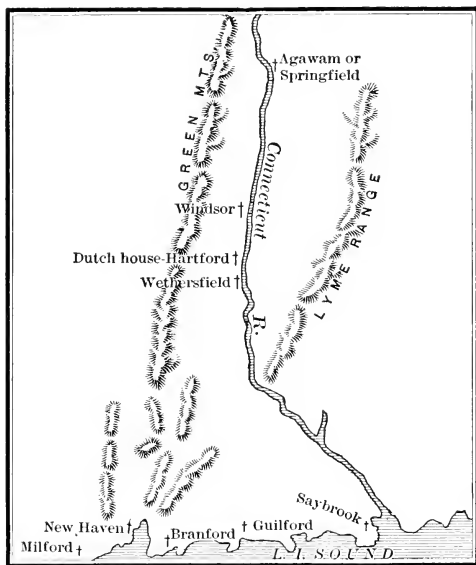 GREEN MTS.
†Agawam or
Springfield
Connecticut
R.
Windsor†
LYME RANGE
Dutch house-Hartford†
Wethersfield†
Saybrook†
New Haven†
†Branford
†Guilford
Milford†
L. I. SOUND